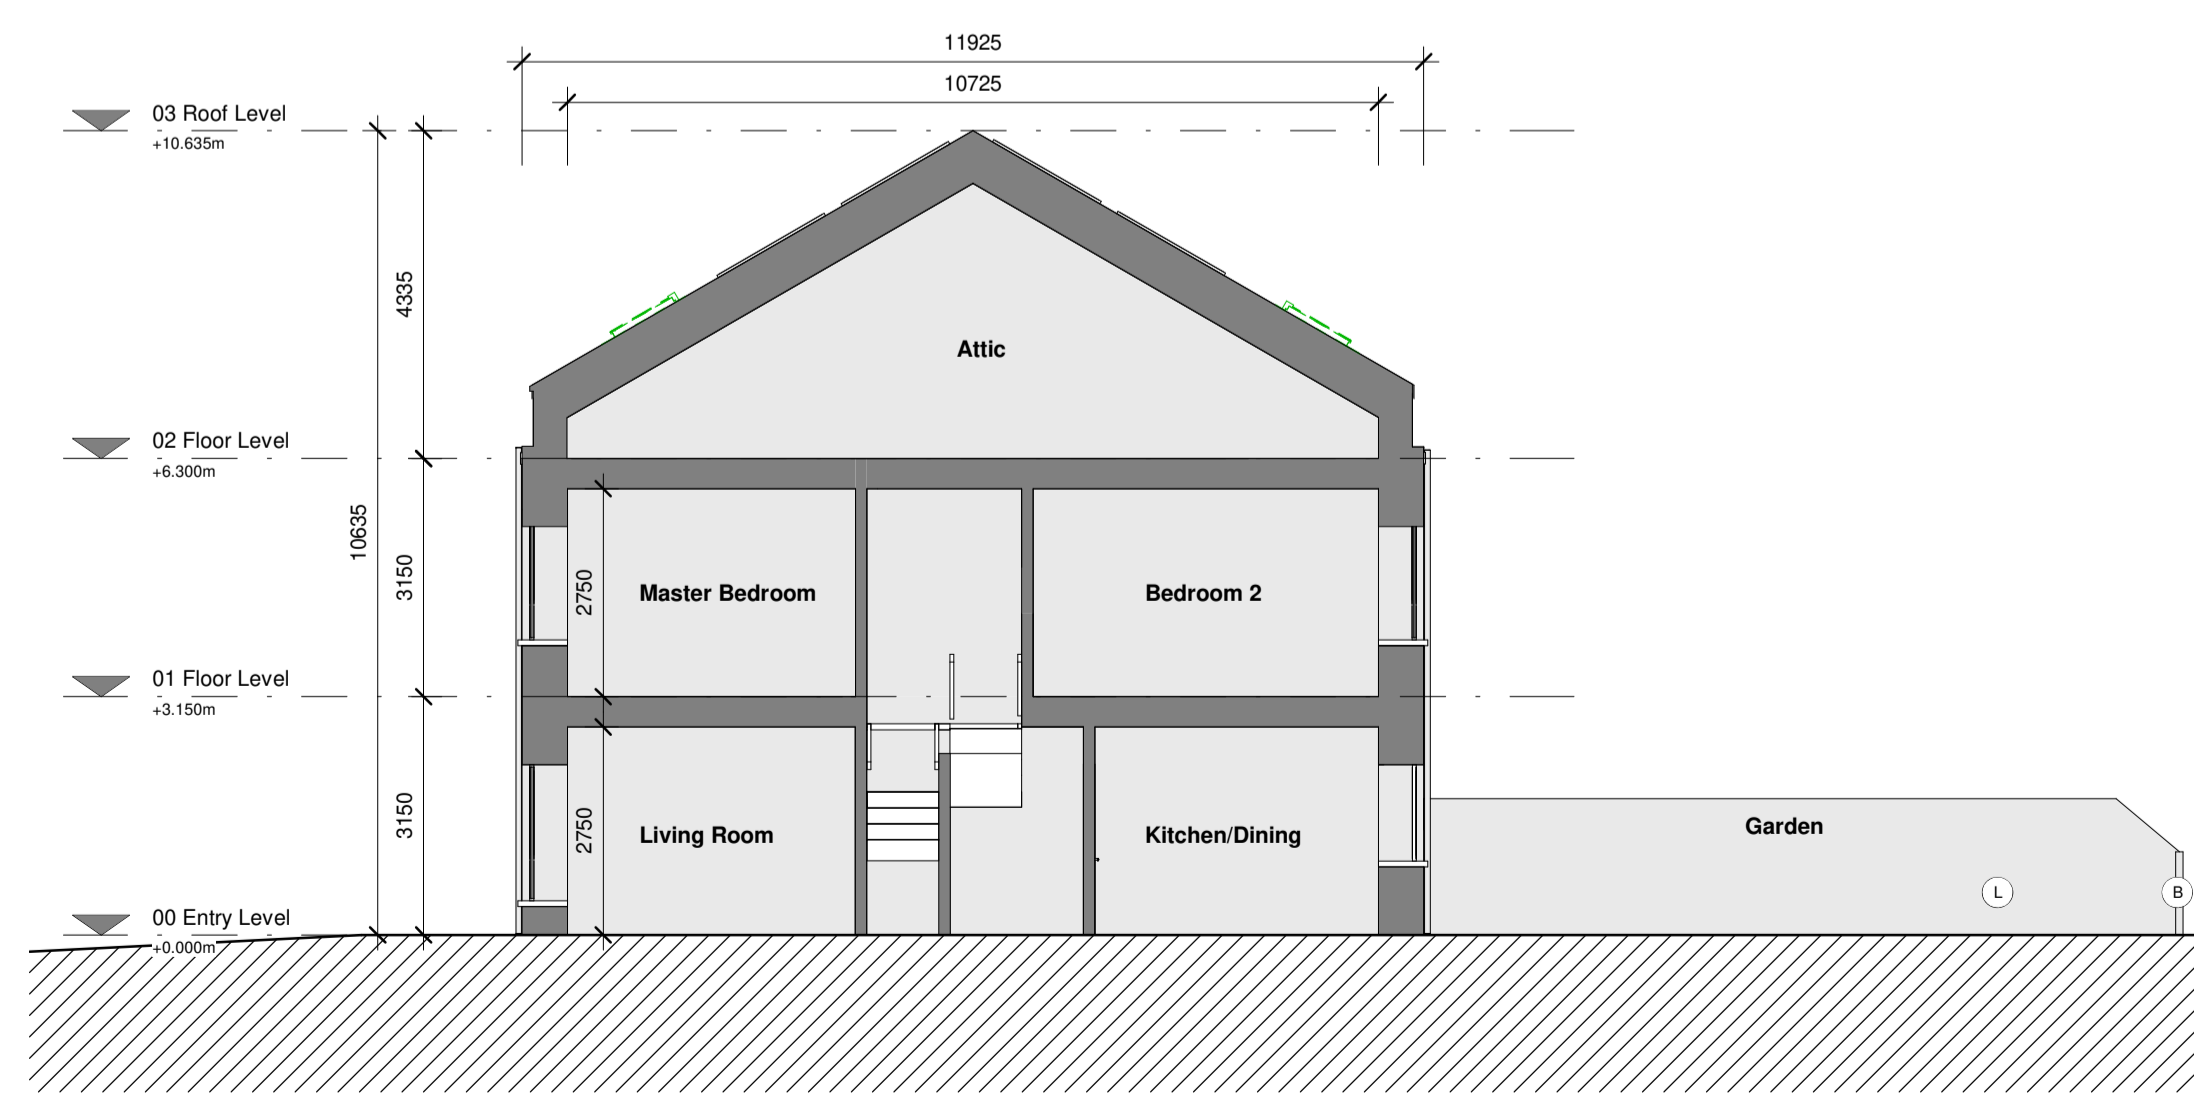 11925
10725
03 Roof Level
+10.635m
4335
Attic
02 Floor Level
+6.300m
10635
3150
2750
Master Bedroom
Bedroom 2
01 Floor Level
+3.150m
3150
2750
Living Room
Kitchen/Dining
Garden
L
B
00 Entry Level
+0.000m